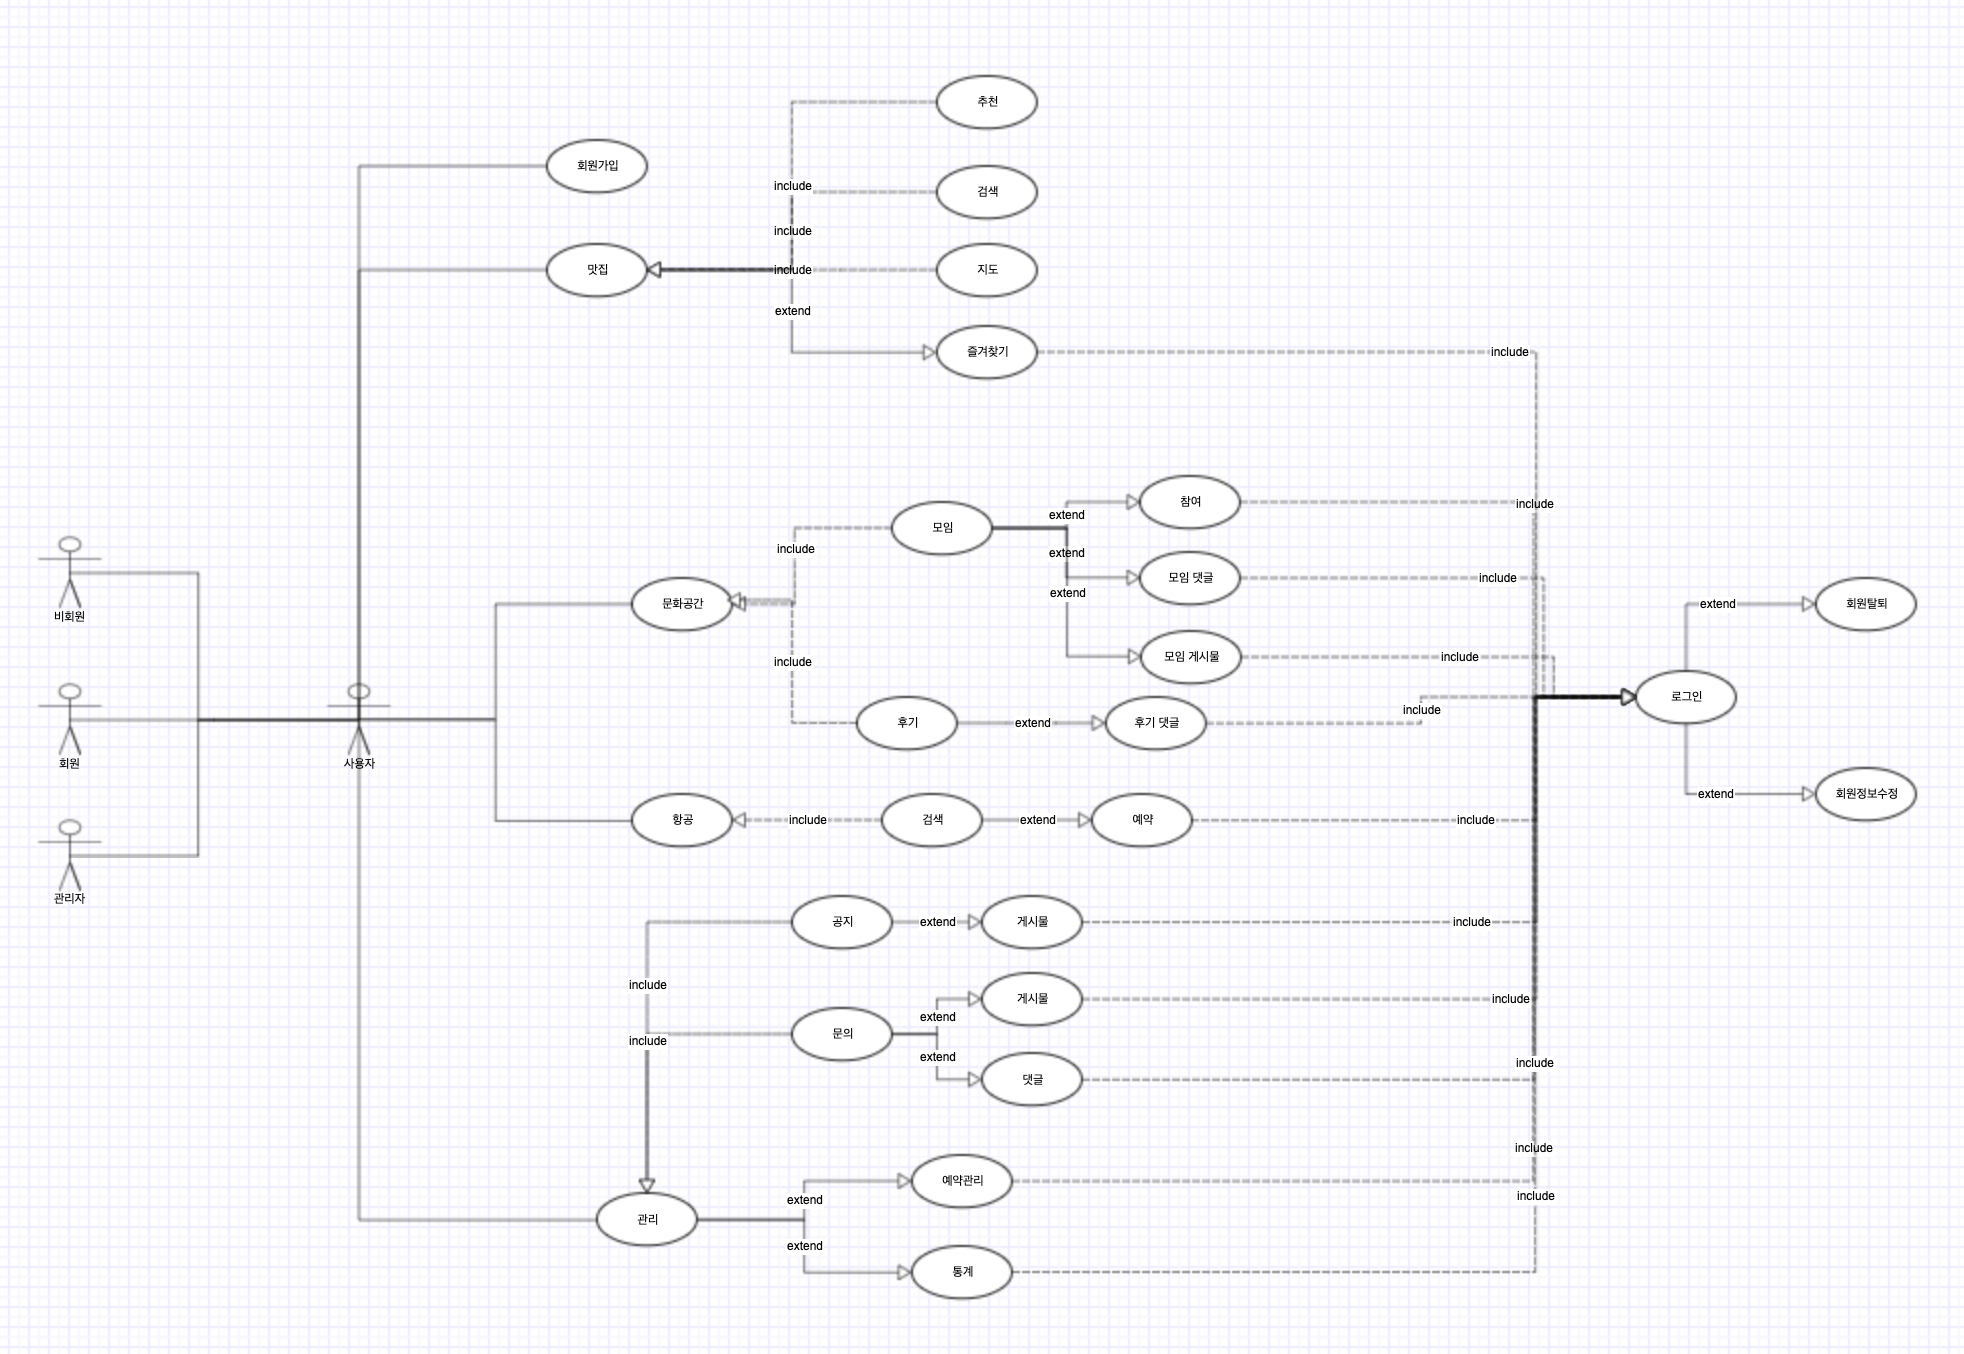 추천
회원가입
include
검색
include
맛집
include
지도
extend
즐겨찾기
include
참여
include
extend
모임
include
extend
모임 댓글
include
extend
비회원
문화공간
회원탈퇴
extend
모임 게시물
include
include
로그인
include
후기
extend
후기 댓글
회원
사용자
extend
회원정보수정
항공
include
검색
extend
예약
include
관리자
공지
extend
게시물
include
include
게시물
include
extend
문의
include
extend
include
댓글
include
예약관리
include
extend
관리
extend
통계